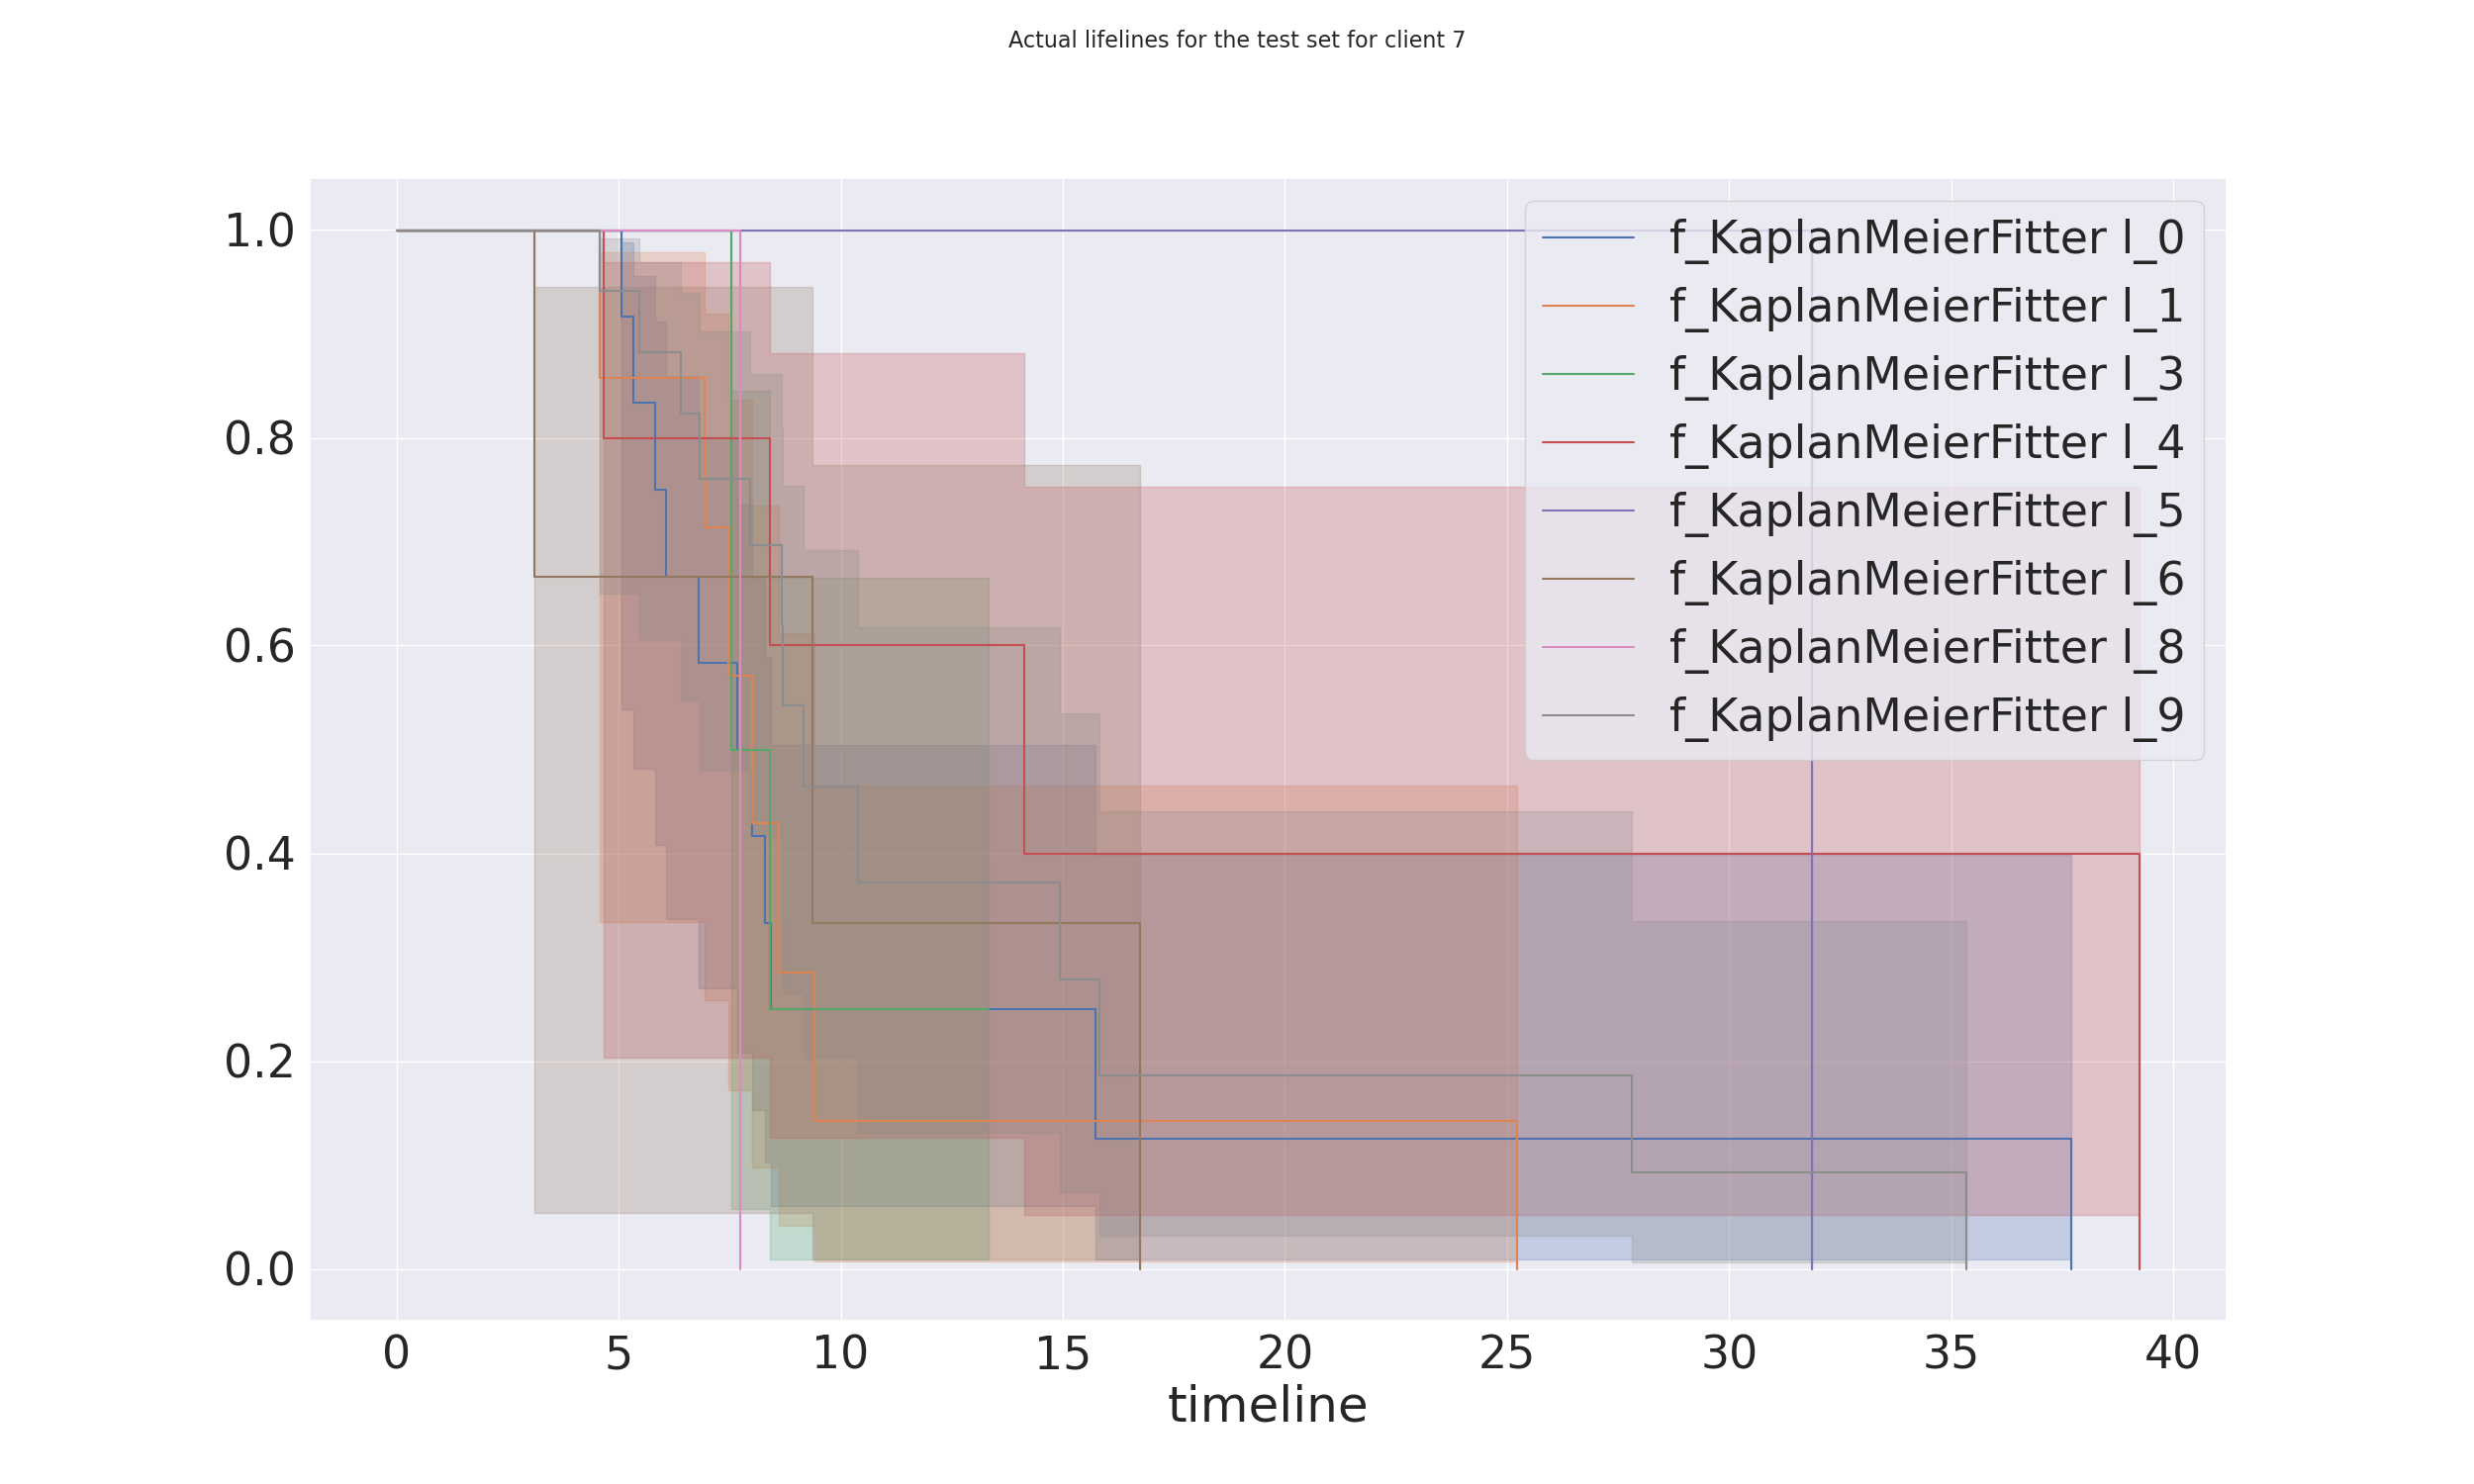 Actual lifelines for the test set for client 7
1.0
0.8
0.6
0.4
0.2
0.0
f_KaplanMeierFitter l_0
f_KaplanMeierFitter l_1
f_KaplanMeierFitter l_3
f_KaplanMeierFitter l_4
f_KaplanMeierFitter l_5
f_KaplanMeierFitter l_6
f_KaplanMeierFitter l_8
f_KaplanMeierFitter l_9
0 5 10 15 20 25 30 35 40
timeline